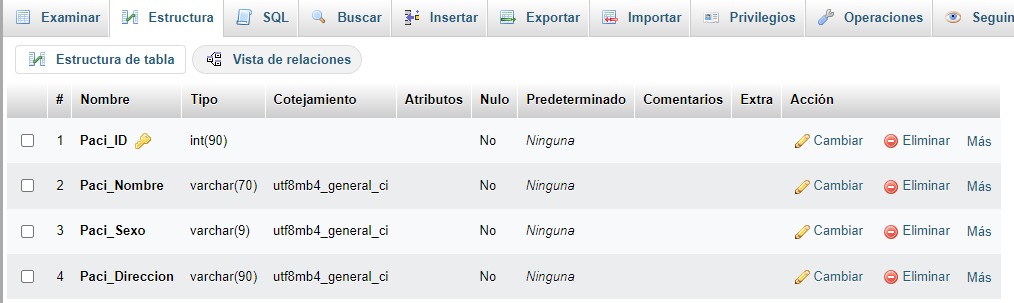 Examinar Estructura SQL Buscar Insertar Exportar Importar Privilegios Operaciones Seguin
Estructura de tabla Vista de relaciones
# Nombre Tipo Cotejamiento Atributos Nulo Predeterminado Comentarios Extra Acción
1 Paci_ID int(90) No Ninguna Cambiar Eliminar Más
2 Paci_Nombre varchar(70) utf8mb4_general_ci No Ninguna Cambiar Eliminar Más
3 Paci_Sexo varchar(9) utf8mb4_general_ci No Ninguna Cambiar Eliminar Más
4 Paci_Direccion varchar(90) utf8mb4_general_ci No Ninguna Cambiar Eliminar Más